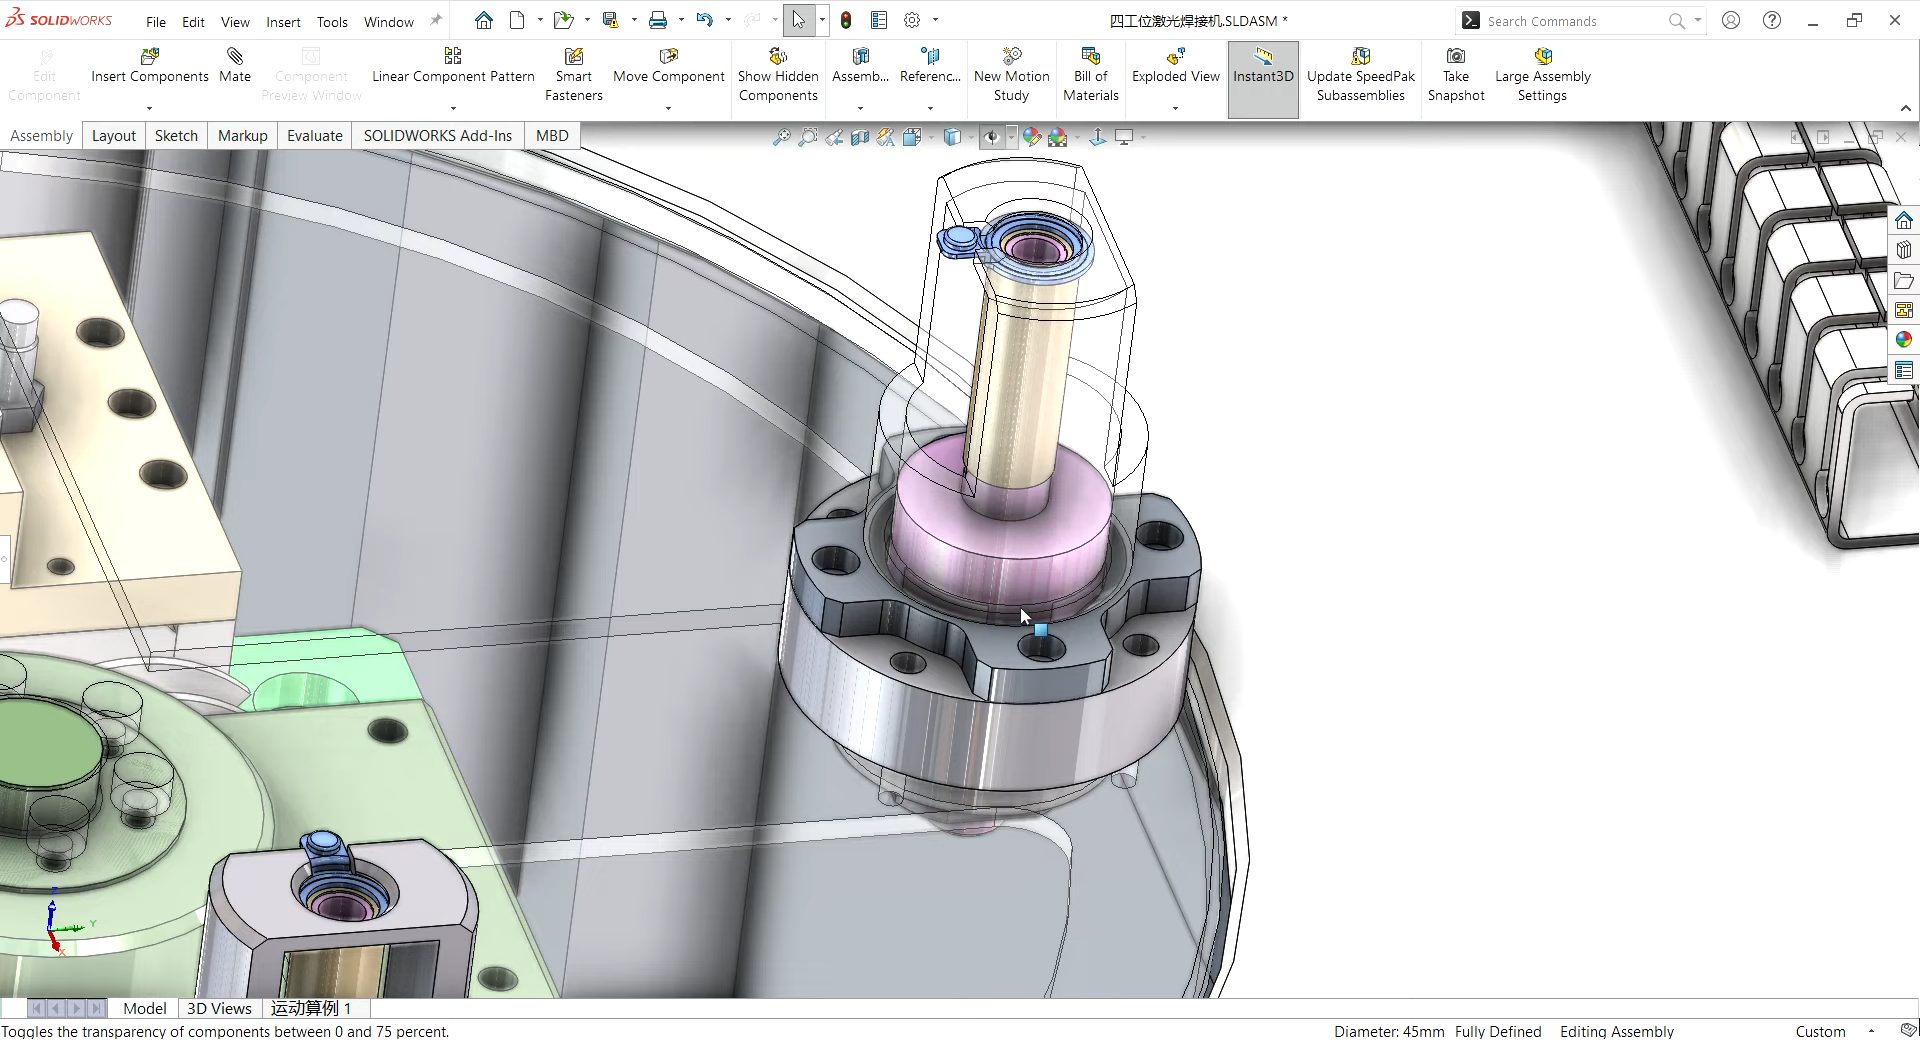 SOLIDWORKS File Edit View Insert Tools Window 四工位激光焊接机.SLDASM * Search Commands
Edit Component
Insert Components
Mate
Component Preview Window
Linear Component Pattern
Smart Fasteners
Move Component
Show Hidden Components
Assemb...
Referenc...
New Motion Study
Bill of Materials
Exploded View
Instant3D
Update SpeedPak Subassemblies
Take Snapshot
Large Assembly Settings
Assembly Layout Sketch Markup Evaluate SOLIDWORKS Add-Ins MBD
Z
Y
X
Model 3D Views 运动算例 1
Toggles the transparency of components between 0 and 75 percent. Diameter: 45mm Fully Defined Editing Assembly Custom